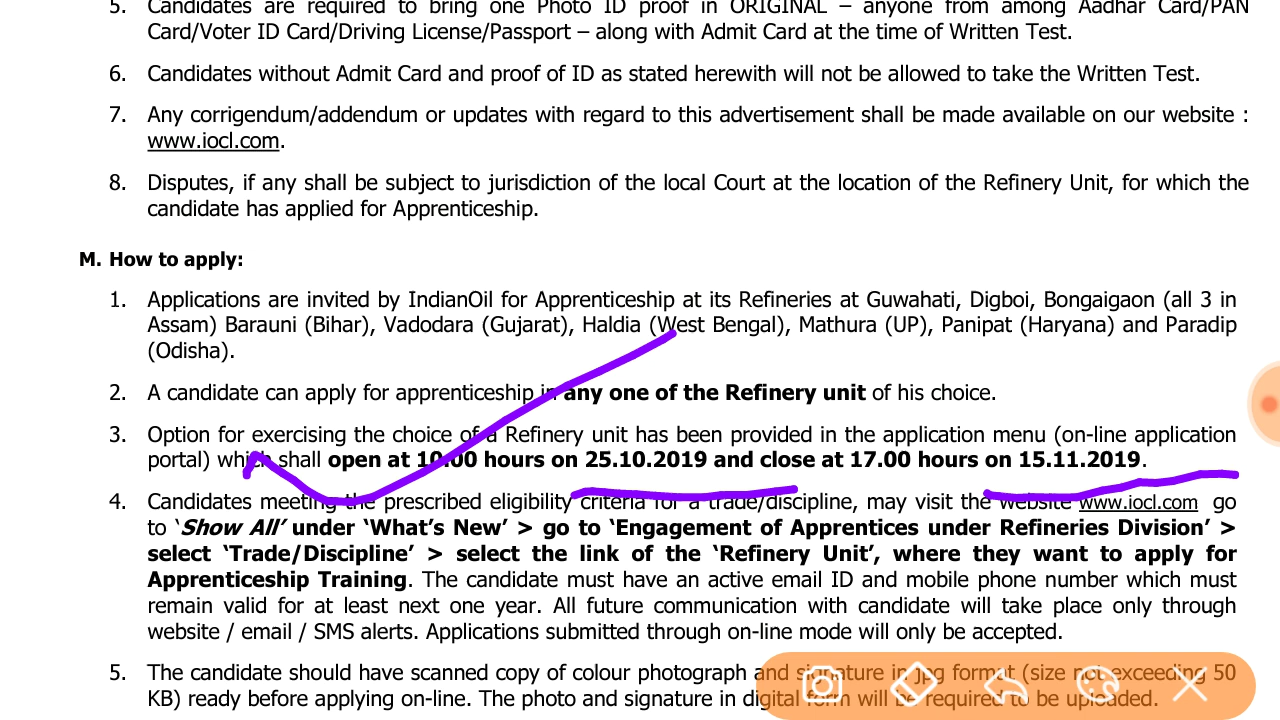 5. Candidates are required to bring one Photo ID proof in ORIGINAL – anyone from among Aadhar Card/PAN
Card/Voter ID Card/Driving License/Passport – along with Admit Card at the time of Written Test.
6. Candidates without Admit Card and proof of ID as stated herewith will not be allowed to take the Written Test.
7. Any corrigendum/addendum or updates with regard to this advertisement shall be made available on our website :
www.iocl.com.
8. Disputes, if any shall be subject to jurisdiction of the local Court at the location of the Refinery Unit, for which the
candidate has applied for Apprenticeship.
M. How to apply:
1. Applications are invited by IndianOil for Apprenticeship at its Refineries at Guwahati, Digboi, Bongaigaon (all 3 in
Assam) Barauni (Bihar), Vadodara (Gujarat), Haldia (West Bengal), Mathura (UP), Panipat (Haryana) and Paradip
(Odisha).
2. A candidate can apply for apprenticeship in any one of the Refinery unit of his choice.
3. Option for exercising the choice of a Refinery unit has been provided in the application menu (on-line application
portal) which shall open at 10.00 hours on 25.10.2019 and close at 17.00 hours on 15.11.2019.
4. Candidates meeting the prescribed eligibility criteria for a trade/discipline, may visit the website www.iocl.com go
to ‘Show All’ under ‘What’s New’ > go to ‘Engagement of Apprentices under Refineries Division’ >
select ‘Trade/Discipline’ > select the link of the ‘Refinery Unit’, where they want to apply for
Apprenticeship Training. The candidate must have an active email ID and mobile phone number which must
remain valid for at least next one year. All future communication with candidate will take place only through
website / email / SMS alerts. Applications submitted through on-line mode will only be accepted.
5. The candidate should have scanned copy of colour photograph and signature in jpg format (size not exceeding 50
KB) ready before applying on-line. The photo and signature in digital form will be required to be uploaded.